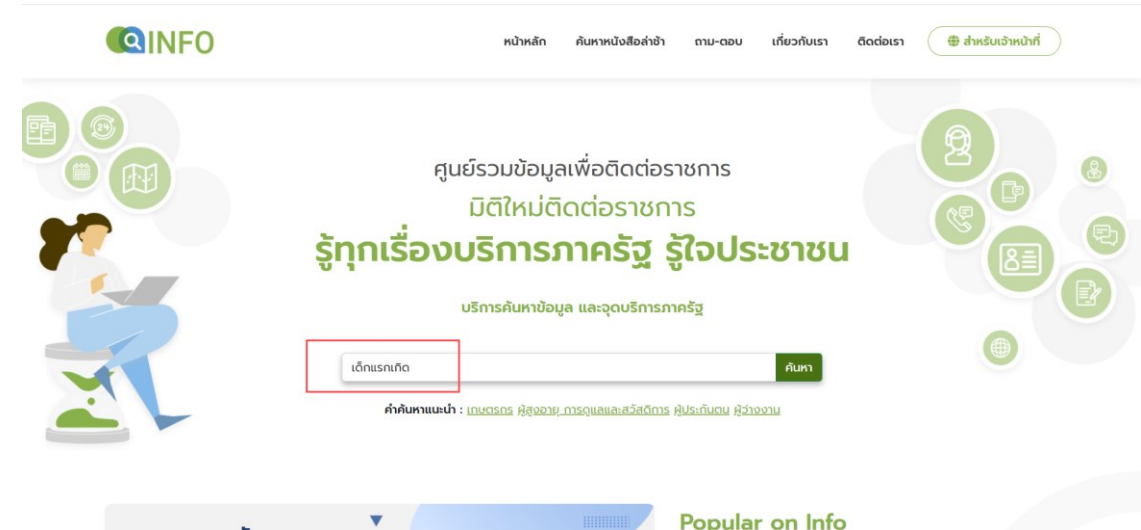 INFO
หน้าหลัก ค้นหาหนังสือล่าช้า ถาม-ตอบ เกี่ยวกับเรา ติดต่อเรา สำหรับเจ้าหน้าที่
24
ศูนย์รวมข้อมูลเพื่อติดต่อราชการ
มิติใหม่ติดต่อราชการ
รู้ทุกเรื่องบริการภาครัฐ รู้ใจประชาชน
บริการค้นหาข้อมูล และจุดบริการภาครัฐ
เด็กแรกเกิด ค้นหา
คำค้นหาแนะนำ : เกษตรกร ผู้สูงอายุ การดูแลและสวัสดิการ ผู้ประกันตน ผู้ว่างงาน
Popular on Info